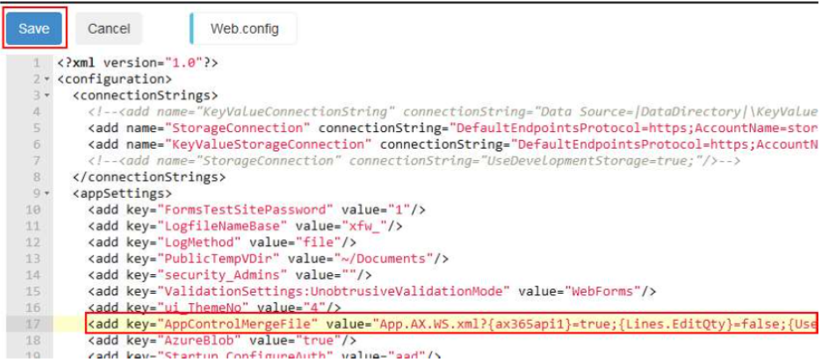 Save Cancel Web.config
1 <?xml version="1.0"?>
2 <configuration>
3 <connectionStrings>
4 <!--<add name="KeyValueConnectionString" connectionString="Data Source=|DataDirectory|\KeyValue
5 <add name="StorageConnection" connectionString="DefaultEndpointsProtocol=https;AccountName=stor
6 <add name="KeyValueStorageConnection" connectionString="DefaultEndpointsProtocol=https;AccountN
7 <!--<add name="StorageConnection" connectionString="UseDevelopmentStorage=true;"/>-->
8 </connectionStrings>
9 <appSettings>
10 <add key="FormsTestSitePassword" value="1"/>
11 <add key="LogfileNameBase" value="xfw_"/>
12 <add key="LogMethod" value="file"/>
13 <add key="PublicTempVDir" value="~/Documents"/>
14 <add key="security_Admins" value=""/>
15 <add key="ValidationSettings:UnobtrusiveValidationMode" value="WebForms"/>
16 <add key="ui_ThemeNo" value="4"/>
17 <add key="AppControlMergeFile" value="App.AX.WS.xml?{ax365api1}=true;{Lines.EditQty}=false;{Use
18 <add key="AzureBlob" value="true"/>
19 <add key="Startup.ConfigureAuth" value="aad"/>